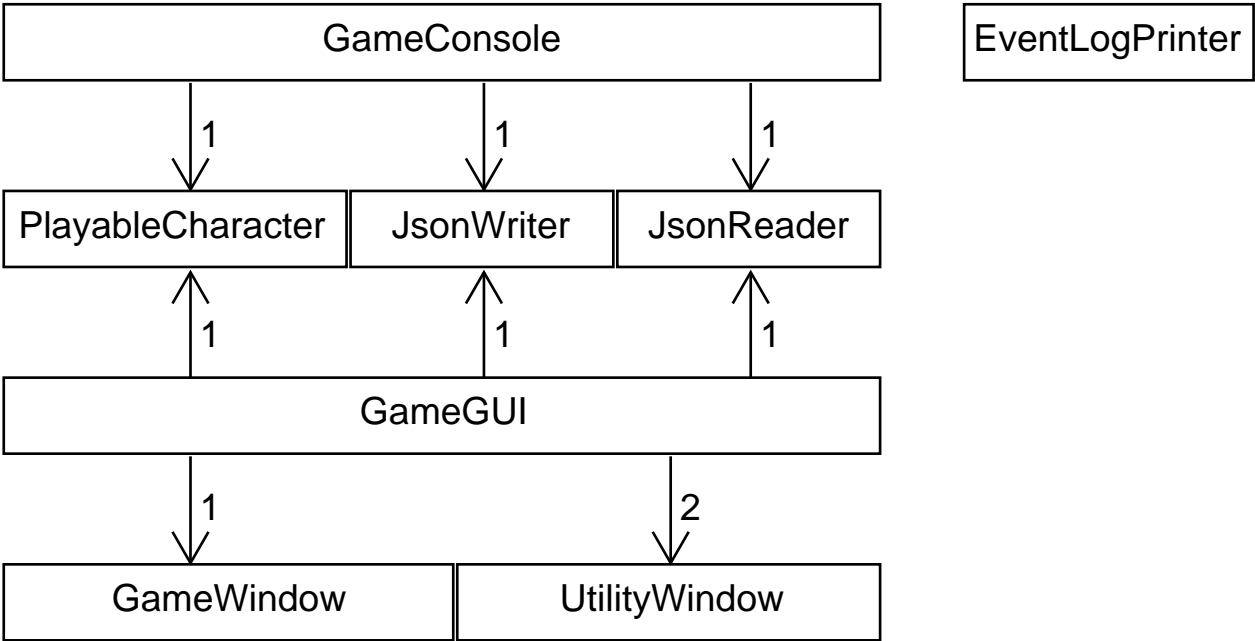 GameConsole
EventLogPrinter
1
1
1
PlayableCharacter
JsonWriter
JsonReader
1
1
1
GameGUI
1
2
GameWindow
UtilityWindow